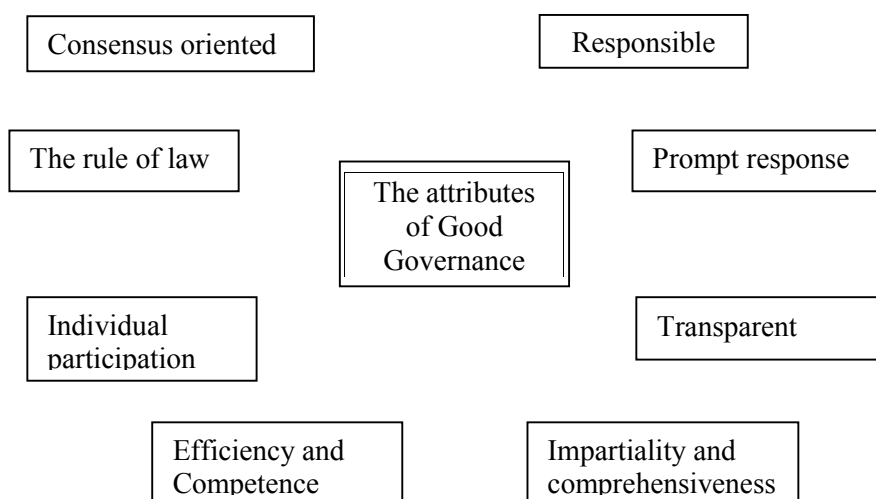 Consensus oriented
Responsible
The rule of law
Prompt response
The attributes
of Good
Governance
Individual
participation
Transparent
Efficiency and
Competence
Impartiality and
comprehensiveness